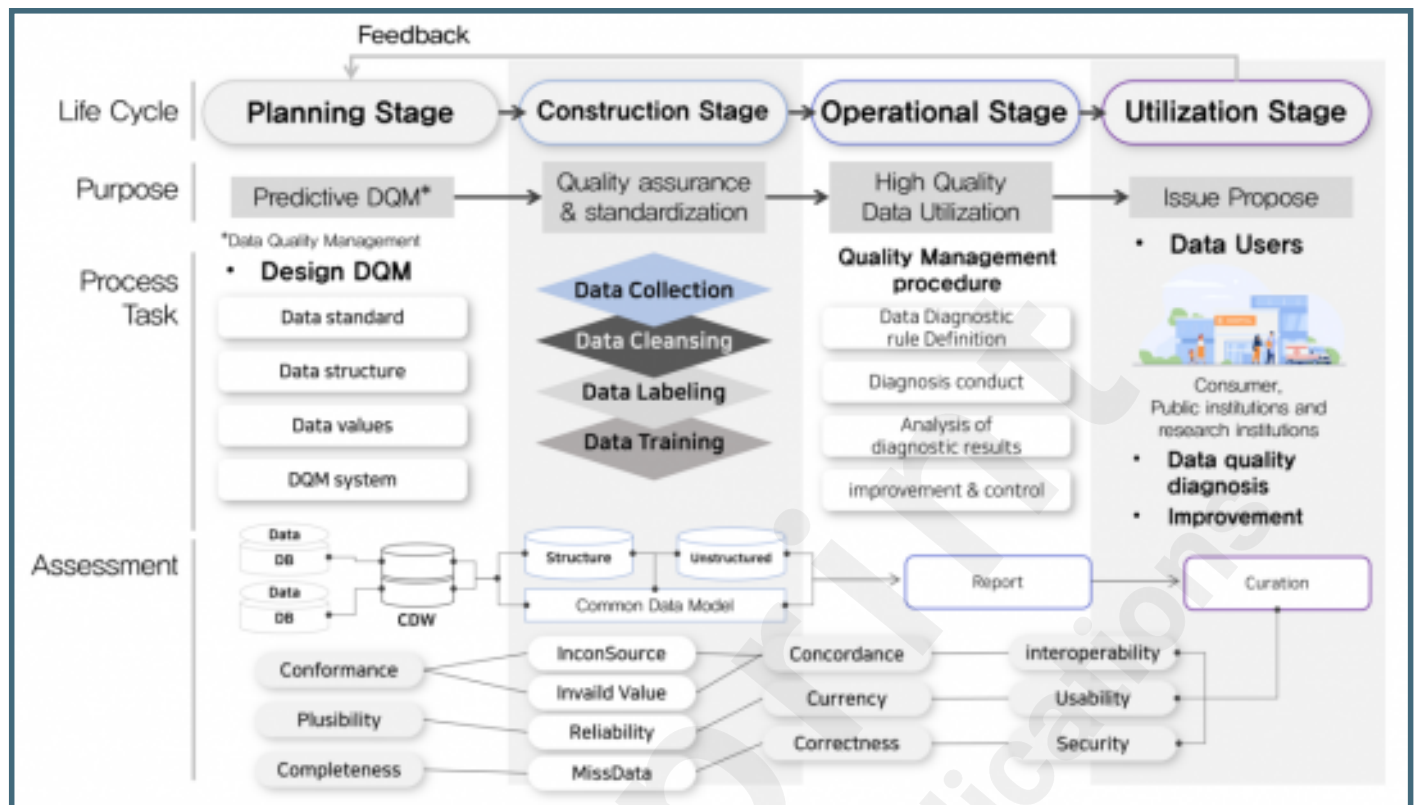 Feedback
Life Cycle
Planning Stage
Construction Stage
Operational Stage
Utilization Stage
Purpose
Predictive DQM*
Quality assurance
& standardization
High Quality
Data Utilization
Issue Propose
*Data Quality Management
Process
Task
• Design DQM
Data standard
Data structure
Data values
DQM system
Data Collection
Data Cleansing
Data Labeling
Data Training
Quality Management
procedure
Data Diagnostic
rule Definition
Diagnosis conduct
Analysis of
diagnostic results
improvement & control
• Data Users
Consumer,
Public institutions and
research institutions
• Data quality
diagnosis
• Improvement
Assessment
Data
DB
Data
DB
CDW
Structure
Unstructured
Common Data Model
Report
Curation
Conformance
Plusibility
Completeness
InconSource
Invaild Value
Reliability
MissData
Concordance
Currency
Correctness
interoperability
Usability
Security